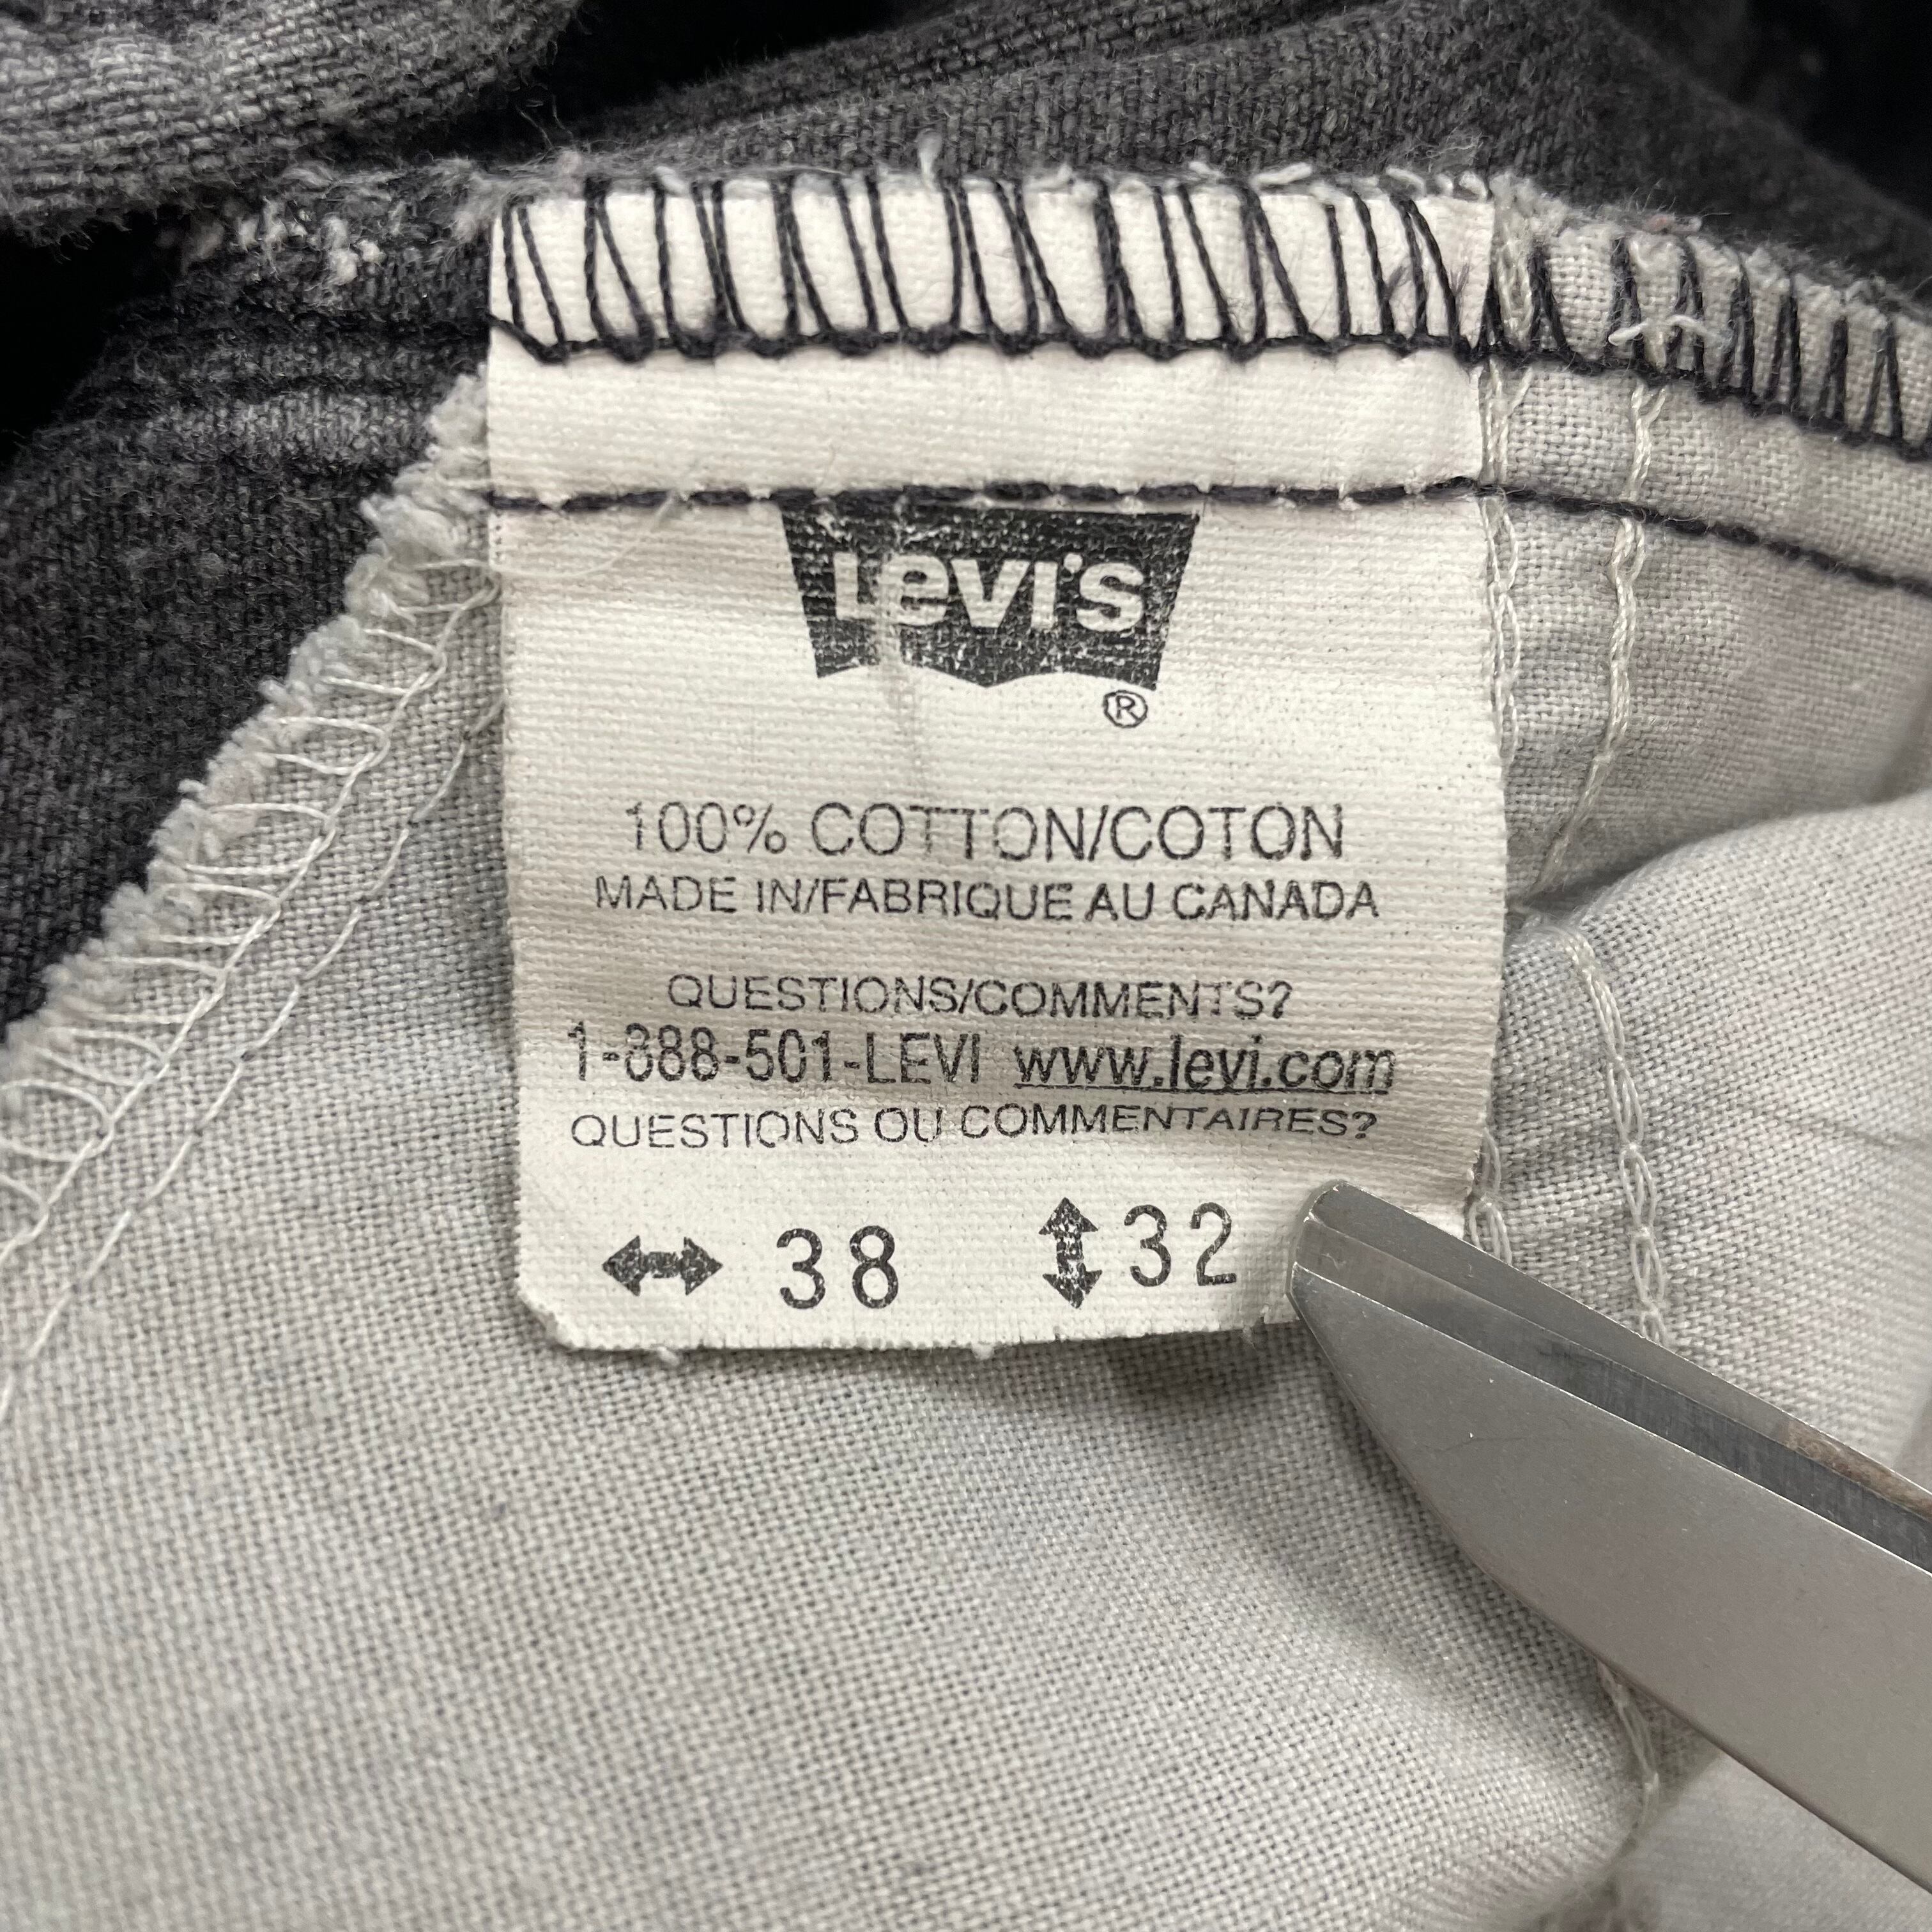 Levi's
®
100% COTTON/COTON
MADE IN/FABRIQUE AU CANADA
QUESTIONS/COMMENTS?
1-888-501-LEVI www.levi.com
QUESTIONS OU COMMENTAIRES?
↔ 38 ↕ 32